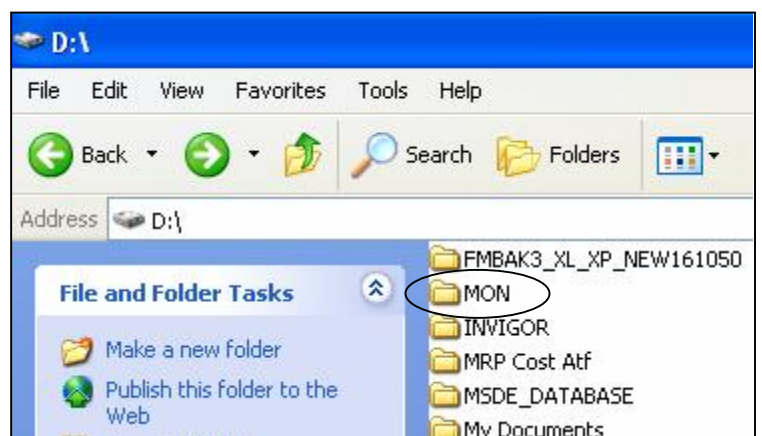 D:\
File Edit View Favorites Tools Help
Back Search Folders
Address D:\
File and Folder Tasks
Make a new folder
Publish this folder to the
Web
FMBAK3_XL_XP_NEW161050
MON
INVIGOR
MRP Cost Atf
MSDE_DATABASE
My Documents